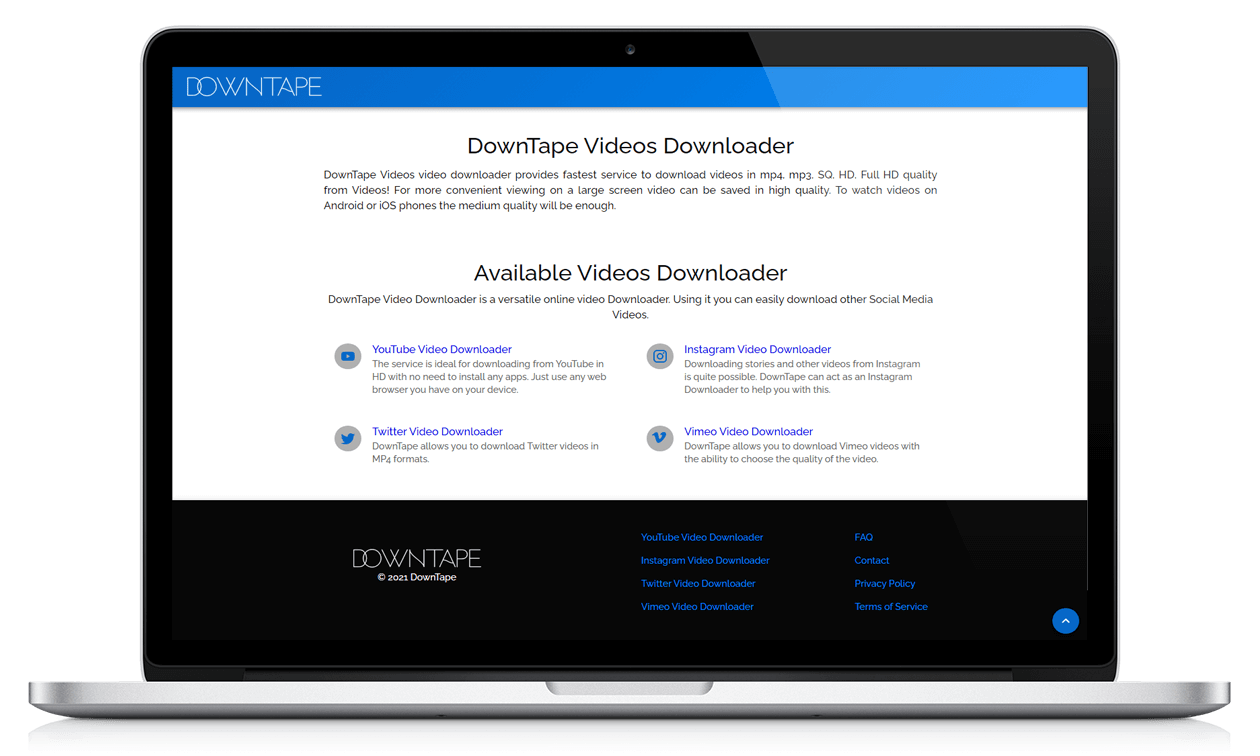 DOWNTAPE
DownTape Videos Downloader
DownTape Videos video downloader provides fastest service to download videos in mp4, mp3, SQ, HD, Full HD quality
from Videos! For more convenient viewing on a large screen video can be saved in high quality. To watch videos on
Android or iOS phones the medium quality will be enough.
Available Videos Downloader
DownTape Video Downloader is a versatile online video Downloader. Using it you can easily download other Social Media
Videos.
YouTube Video Downloader
The service is ideal for downloading from YouTube in
HD with no need to install any apps. Just use any web
browser you have on your device.
Instagram Video Downloader
Downloading stories and other videos from Instagram
is quite possible. DownTape can act as an Instagram
Downloader to help you with this.
Twitter Video Downloader
DownTape allows you to download Twitter videos in
MP4 formats.
Vimeo Video Downloader
DownTape allows you to download Vimeo videos with
the ability to choose the quality of the video.
DOWNTAPE
© 2021 DownTape
YouTube Video Downloader
Instagram Video Downloader
Twitter Video Downloader
Vimeo Video Downloader
FAQ
Contact
Privacy Policy
Terms of Service